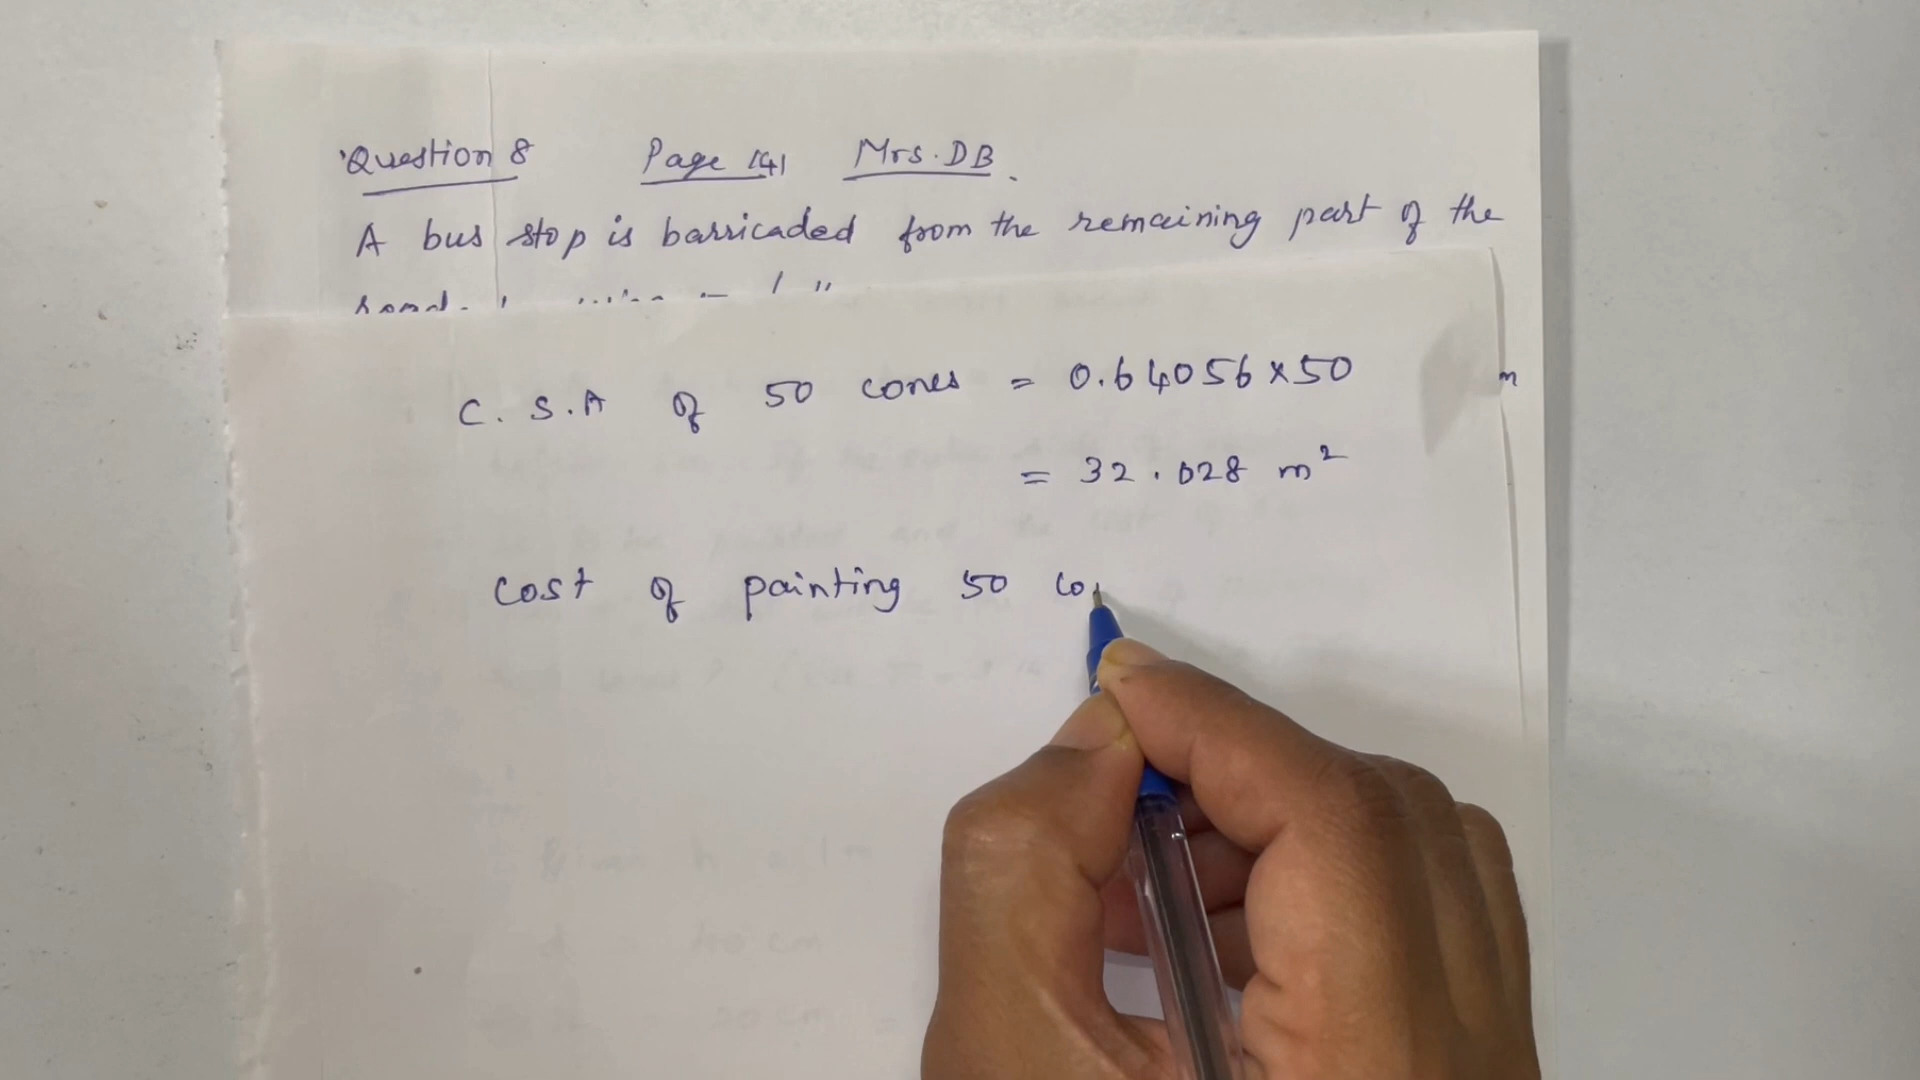 Question 8 Page 141 Mrs. DB.
A bus stop is barricaded from the remaining part of the
C. S. A of 50 cones = 0.64056 × 50
m
= 32.028 m²
cost of painting 50 co